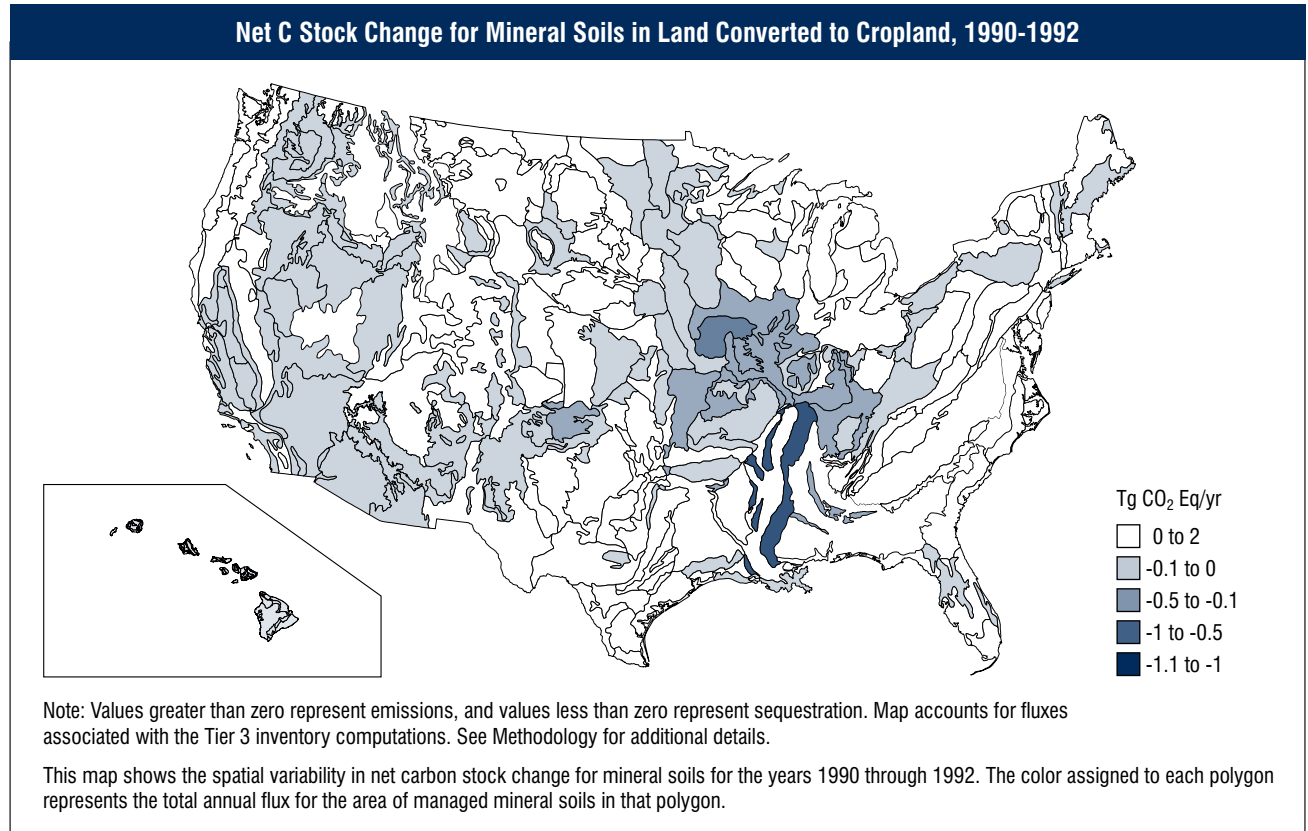 Net C Stock Change for Mineral Soils in Land Converted to Cropland, 1990-1992
Tg CO₂ Eq/yr
0 to 2
-0.1 to 0
-0.5 to -0.1
-1 to -0.5
-1.1 to -1
Note: Values greater than zero represent emissions, and values less than zero represent sequestration. Map accounts for fluxes
associated with the Tier 3 inventory computations. See Methodology for additional details.
This map shows the spatial variability in net carbon stock change for mineral soils for the years 1990 through 1992. The color assigned to each polygon
represents the total annual flux for the area of managed mineral soils in that polygon.